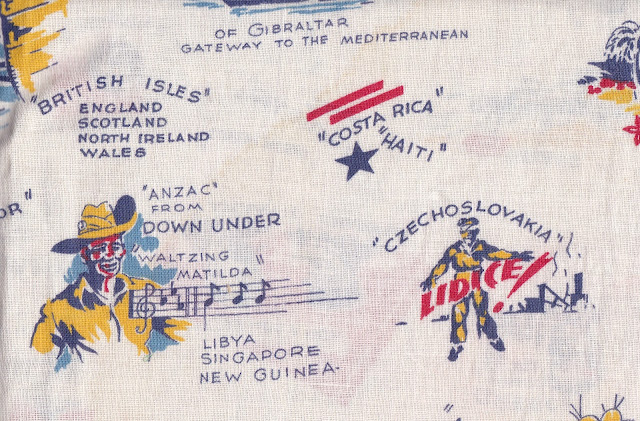 OF GIBRALTAR
GATEWAY TO THE MEDITERRANEAN
"BRITISH ISLES"
ENGLAND
SCOTLAND
NORTH IRELAND
WALES
"COSTA RICA"
"HAITI"
OR"
"ANZAC"
FROM
DOWN UNDER
"WALTZING
MATILDA"
LIBYA
SINGAPORE
NEW GUINEA-
"CZECHOSLOVAKIA"
LIDICE!